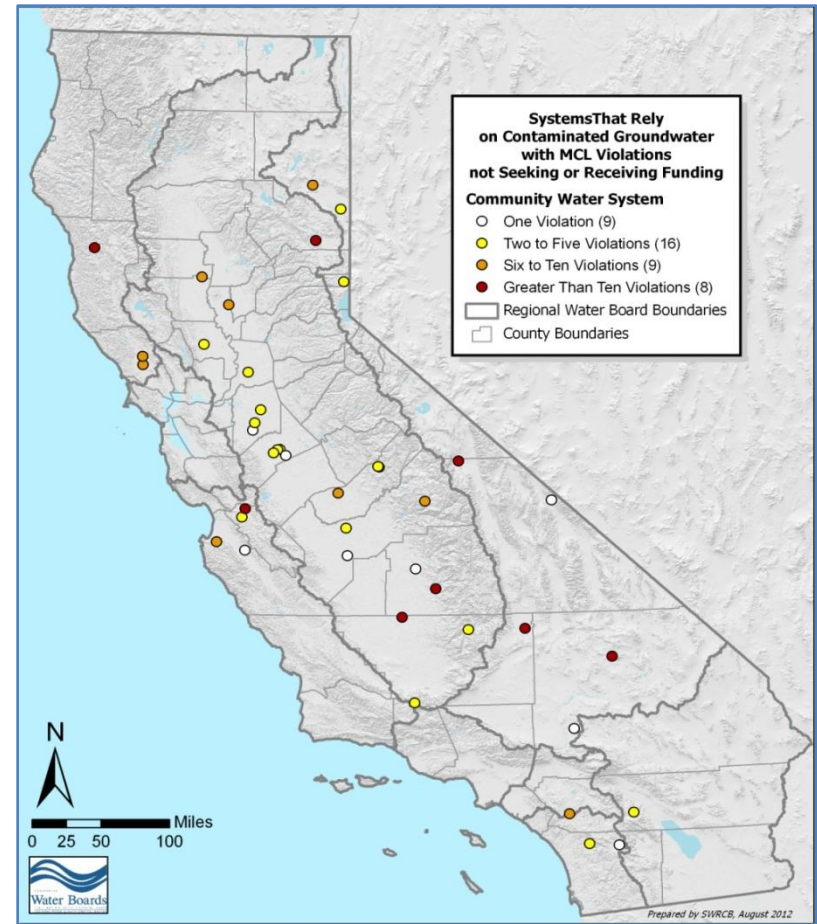 SystemsThat Rely
on Contaminated Groundwater
with MCL Violations
not Seeking or Receiving Funding
Community Water System
One Violation (9)
Two to Five Violations (16)
Six to Ten Violations (9)
Greater Than Ten Violations (8)
Regional Water Board Boundaries
County Boundaries
N
Miles
0 25 50 100
Water Boards
Prepared by SWRCB, August 2012